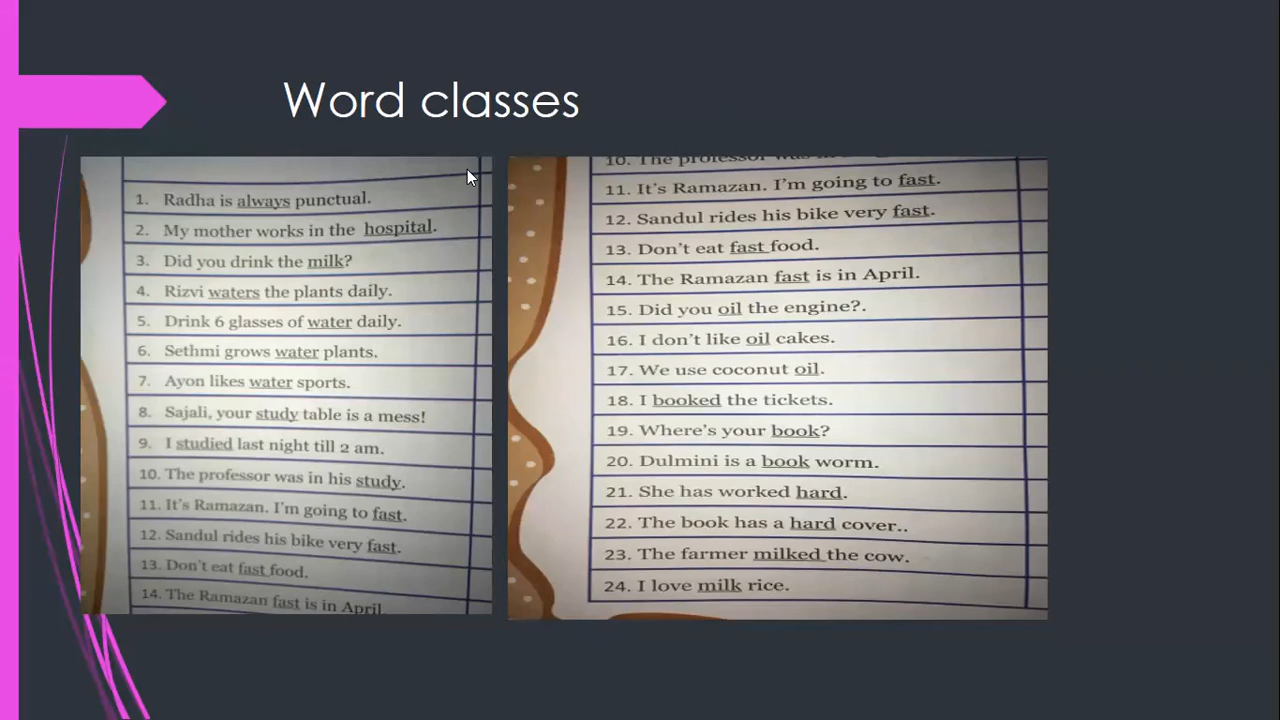 Word classes
1. Radha is always punctual.
2. My mother works in the hospital.
3. Did you drink the milk?
4. Rizvi waters the plants daily.
5. Drink 6 glasses of water daily.
6. Sethmi grows water plants.
7. Ayon likes water sports.
8. Sajali, your study table is a mess!
9. I studied last night till 2 am.
10. The professor was in his study.
11. It's Ramazan. I'm going to fast.
12. Sandul rides his bike very fast.
13. Don't eat fast food.
14. The Ramazan fast is in April.
10. The professor was in
11. It's Ramazan. I'm going to fast.
12. Sandul rides his bike very fast.
13. Don't eat fast food.
14. The Ramazan fast is in April.
15. Did you oil the engine?.
16. I don't like oil cakes.
17. We use coconut oil.
18. I booked the tickets.
19. Where's your book?
20. Dulmini is a book worm.
21. She has worked hard.
22. The book has a hard cover..
23. The farmer milked the cow.
24. I love milk rice.